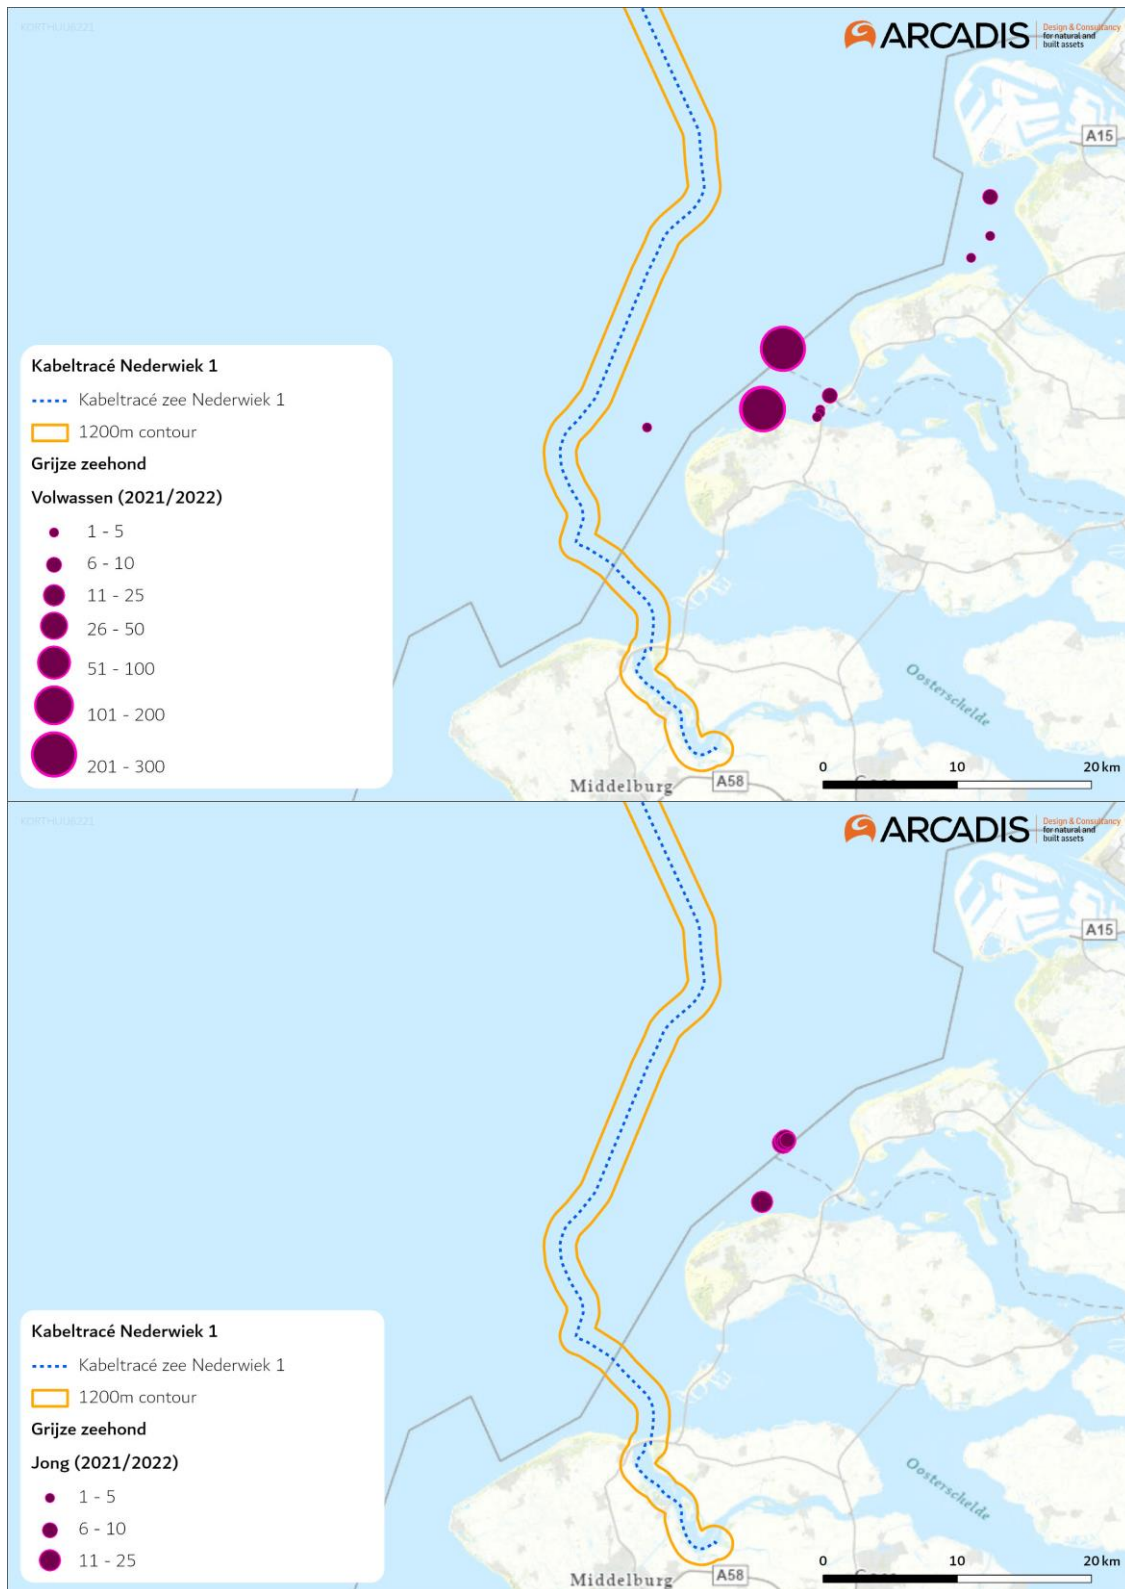 ARCADIS
Design & Consultancy
for natural and
built assets
A15
Kabeltracé Nederwiek 1
Kabeltracé zee Nederwiek 1
1200m contour
Grijze zeehond
Volwassen (2021/2022)
1 - 5
6 - 10
11 - 25
26 - 50
51 - 100
101 - 200
201 - 300
Oosterschelde
Middelburg
A58
0 10 20 km
ARCADIS
Design & Consultancy
for natural and
built assets
A15
Kabeltracé Nederwiek 1
Kabeltracé zee Nederwiek 1
1200m contour
Grijze zeehond
Jong (2021/2022)
1 - 5
6 - 10
11 - 25
Oosterschelde
Middelburg
A58
0 10 20 km